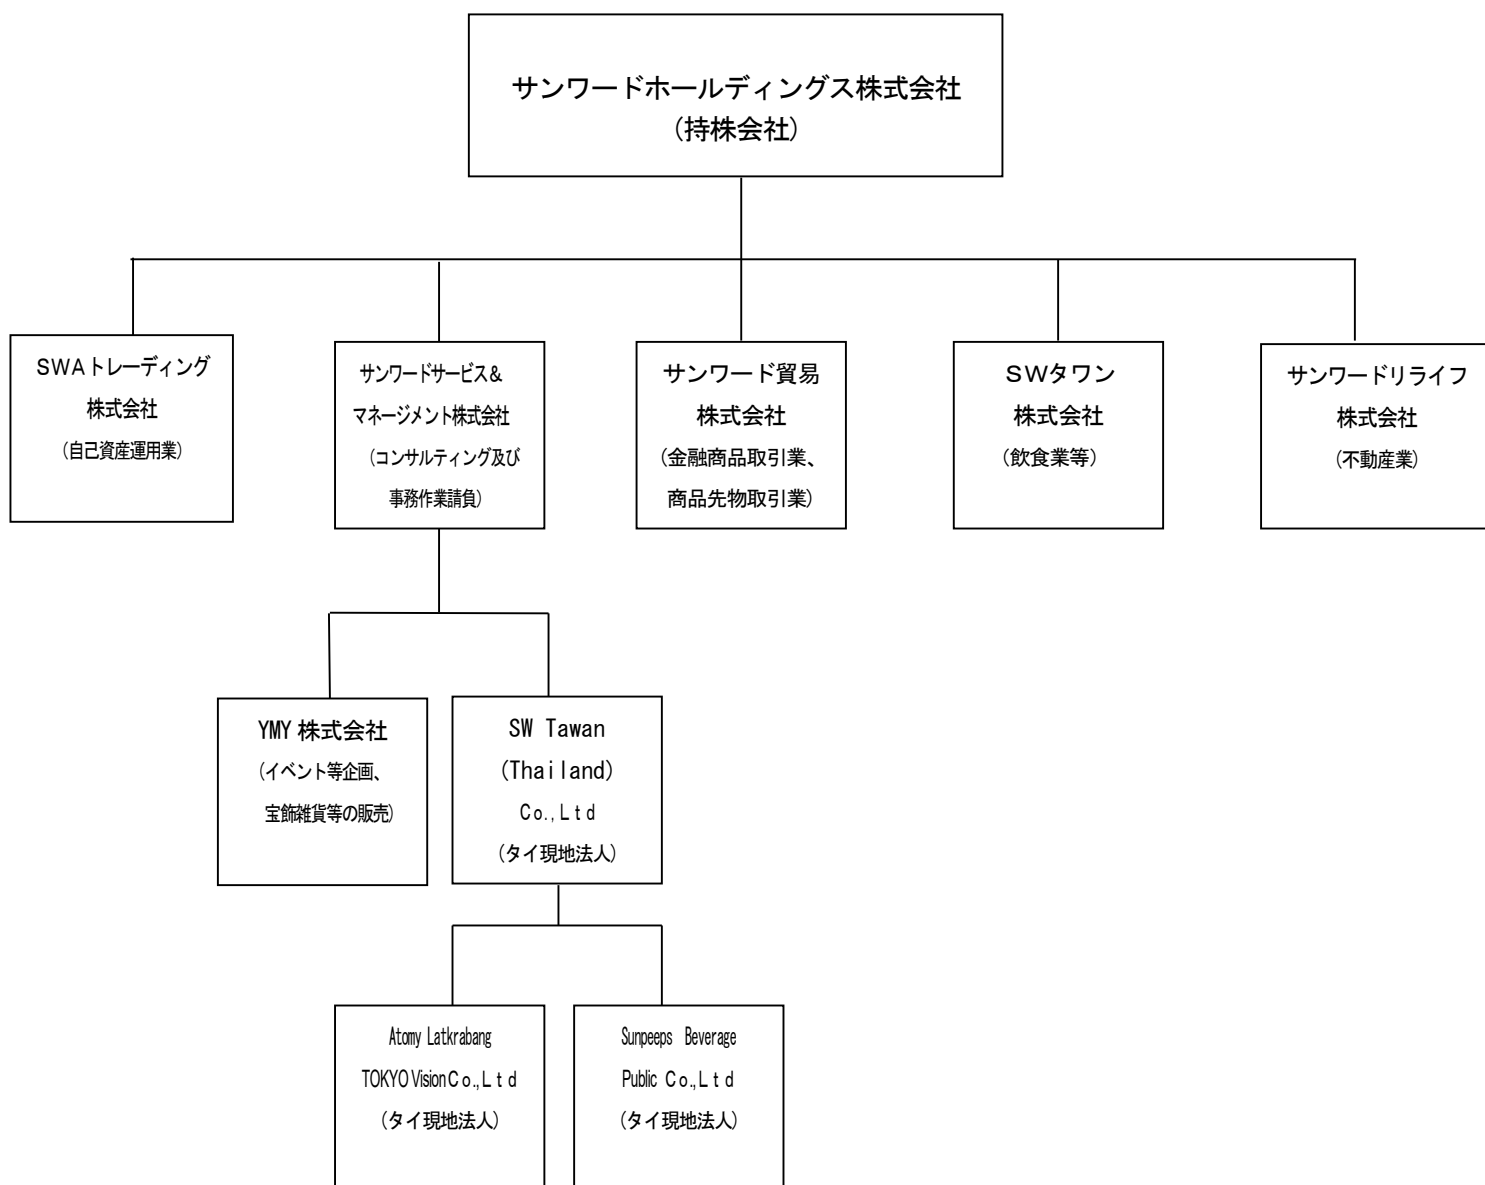 サンワードホールディングス株式会社
(持株会社)
SWAトレーディング
株式会社
(自己資産運用業)
サンワードサービス&
マネージメント株式会社
(コンサルティング及び
事務作業請負)
サンワード貿易
株式会社
(金融商品取引業、
商品先物取引業)
SWタワン
株式会社
(飲食業等)
サンワードリライフ
株式会社
(不動産業)
YMY 株式会社
(イベント等企画、
宝飾雑貨等の販売)
SW Tawan
(Thailand)
Co.,Ltd
(タイ現地法人)
Atomy Latkrabang
TOKYO Vision Co.,Ltd
(タイ現地法人)
Sunpeeps Beverage
Public Co.,Ltd
(タイ現地法人)